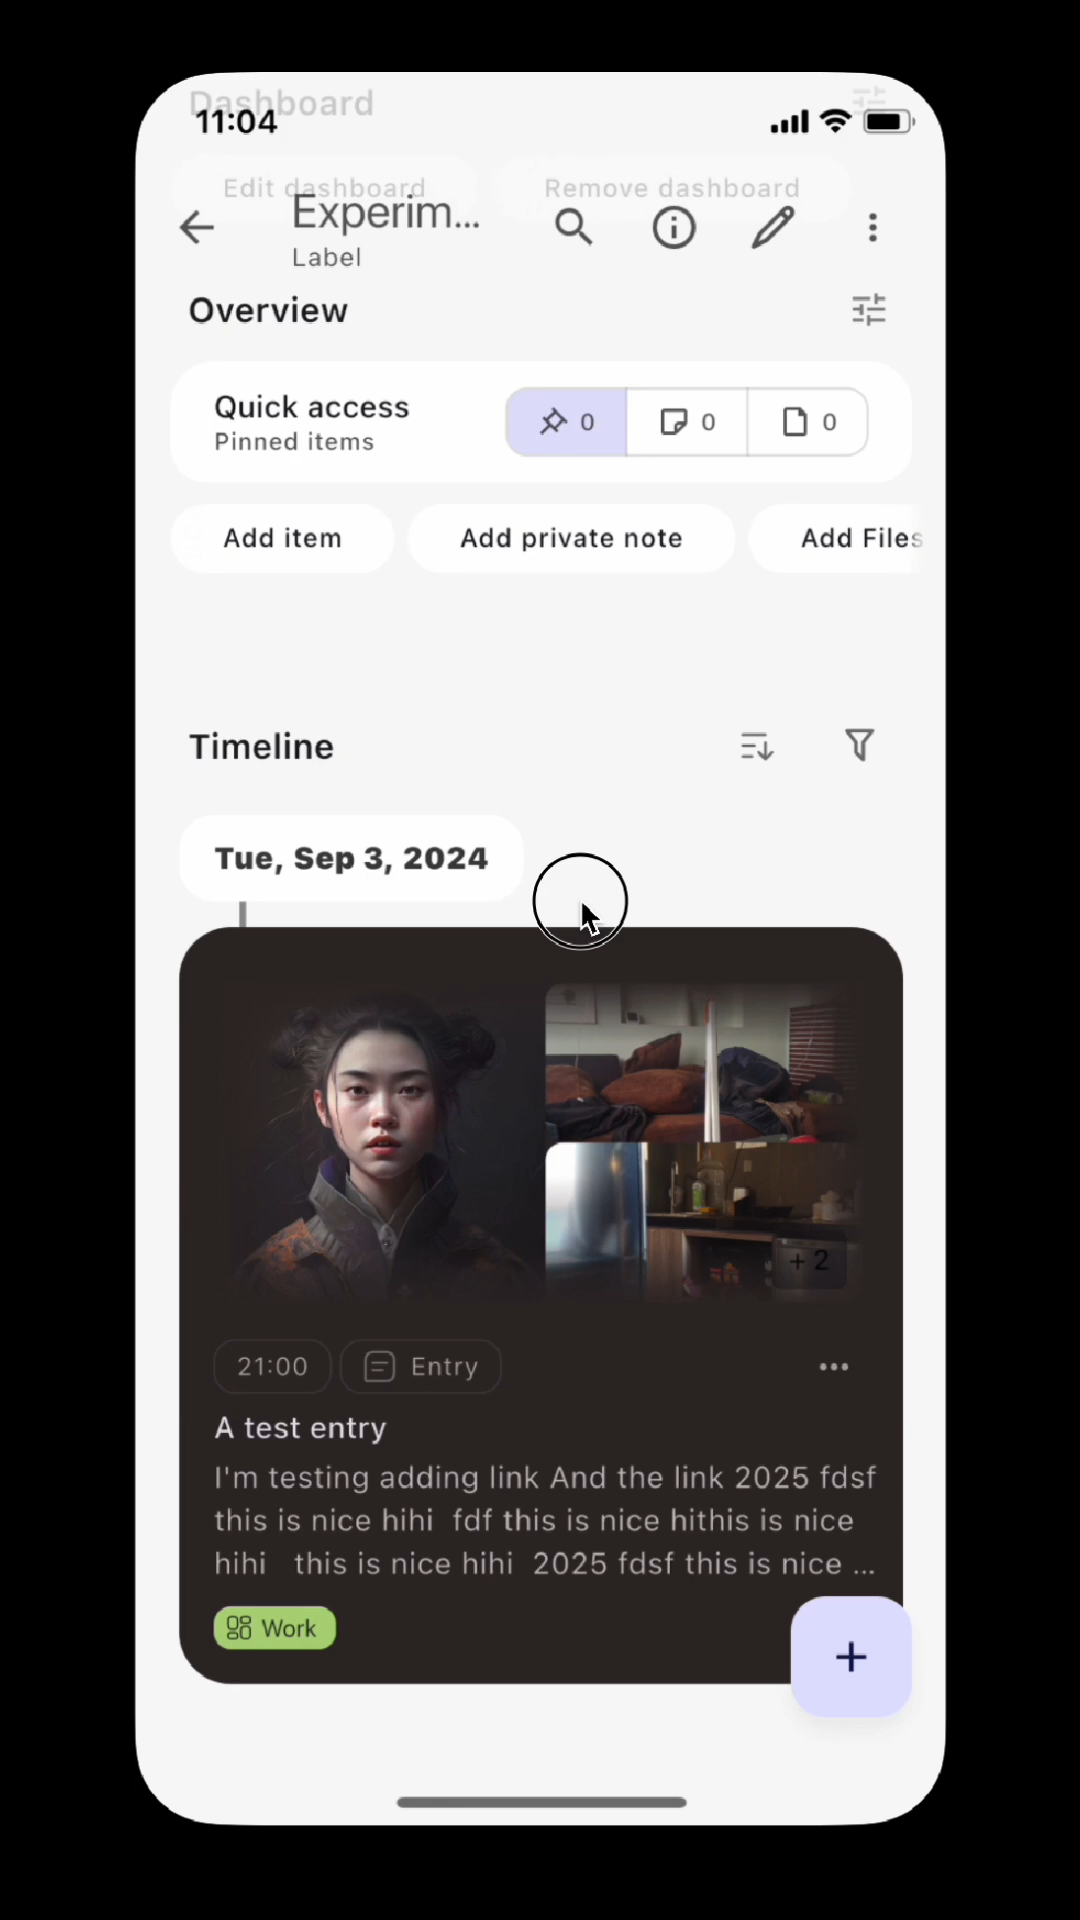 Dashboard
11:04
Edit dashboard Remove dashboard
Experim...
Label
Overview
Quick access
Pinned items
0 0 0
Add item Add private note Add Files
Timeline
Tue, Sep 3, 2024
+ 2
21:00 Entry
A test entry
I'm testing adding link And the link 2025 fdsf
this is nice hihi fdf this is nice hithis is nice
hihi this is nice hihi 2025 fdsf this is nice ...
Work